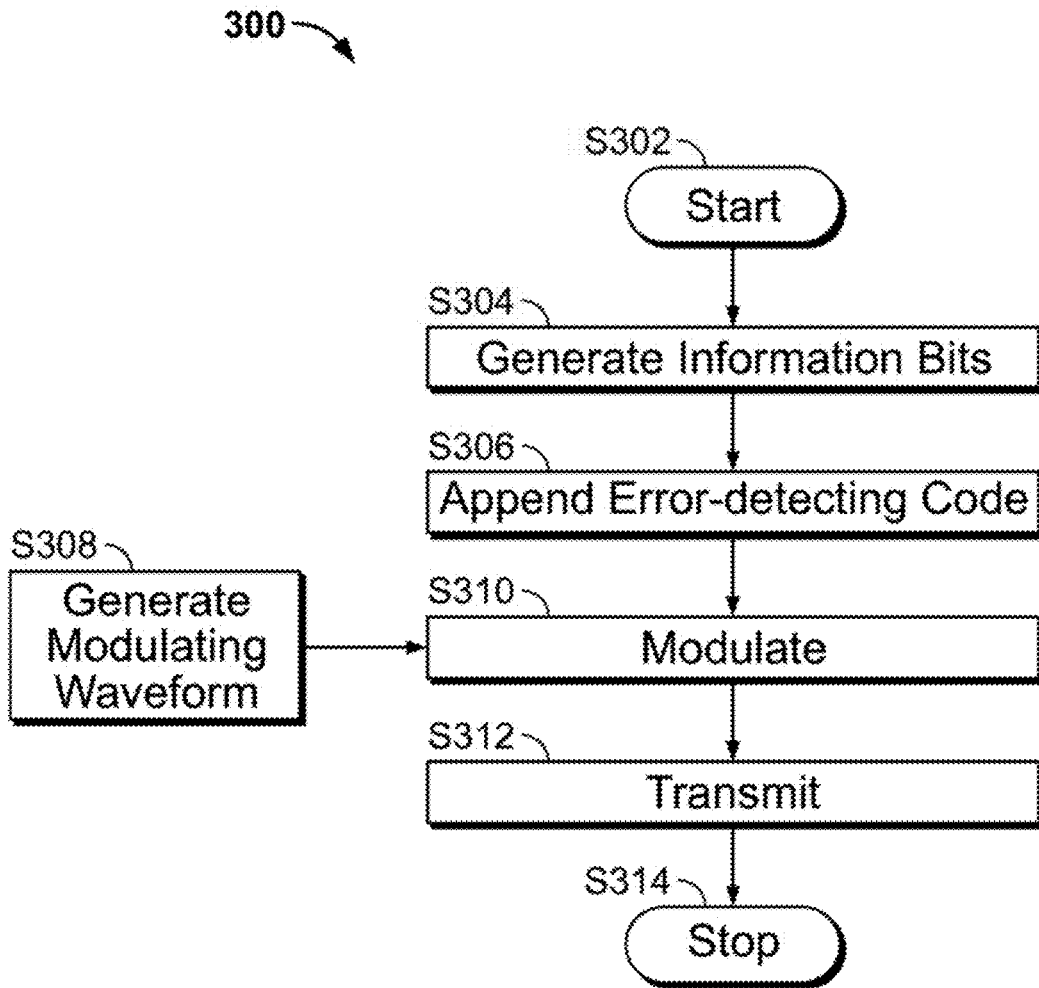 300
S302
Start
S304
Generate Information Bits
S306
Append Error-detecting Code
S308
Generate
Modulating
Waveform
S310
Modulate
S312
Transmit
S314
Stop